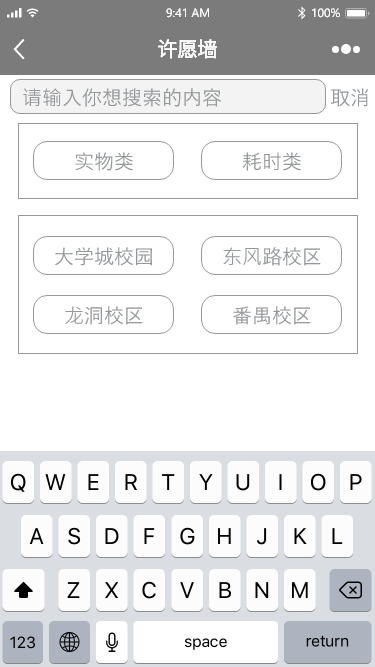 9:41 AM 100%
许愿墙
请输入你想搜索的内容 取消
实物类 耗时类
大学城校园 东风路校区
龙洞校区 番禺校区
Q W E R T Y U I O P
A S D F G H J K L
Z X C V B N M
123 space return